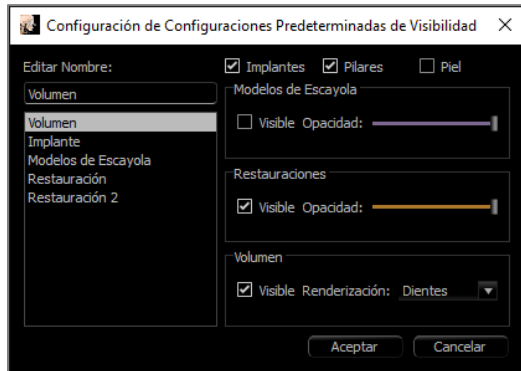 Configuración de Configuraciones Predeterminadas de Visibilidad
Editar Nombre:
Volumen
Volumen
Implante
Modelos de Escayola
Restauración
Restauración 2
Implantes Pilares Piel
Modelos de Escayola
Visible Opacidad:
Restauraciones
Visible Opacidad:
Volumen
Visible Renderización: Dientes
Aceptar Cancelar